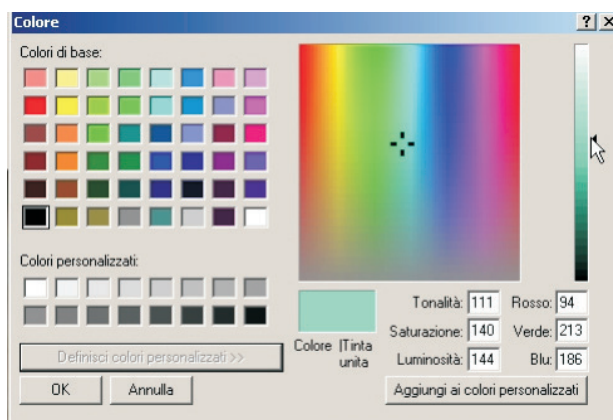 Colore
Colori di base:
Colori personalizzati:
Definisci colori personalizzati >>
OK
Annulla
Colore |Tinta
unita
Tonalità: 111
Saturazione: 140
Luminosità: 144
Rosso: 94
Verde: 213
Blu: 186
Aggiungi ai colori personalizzati